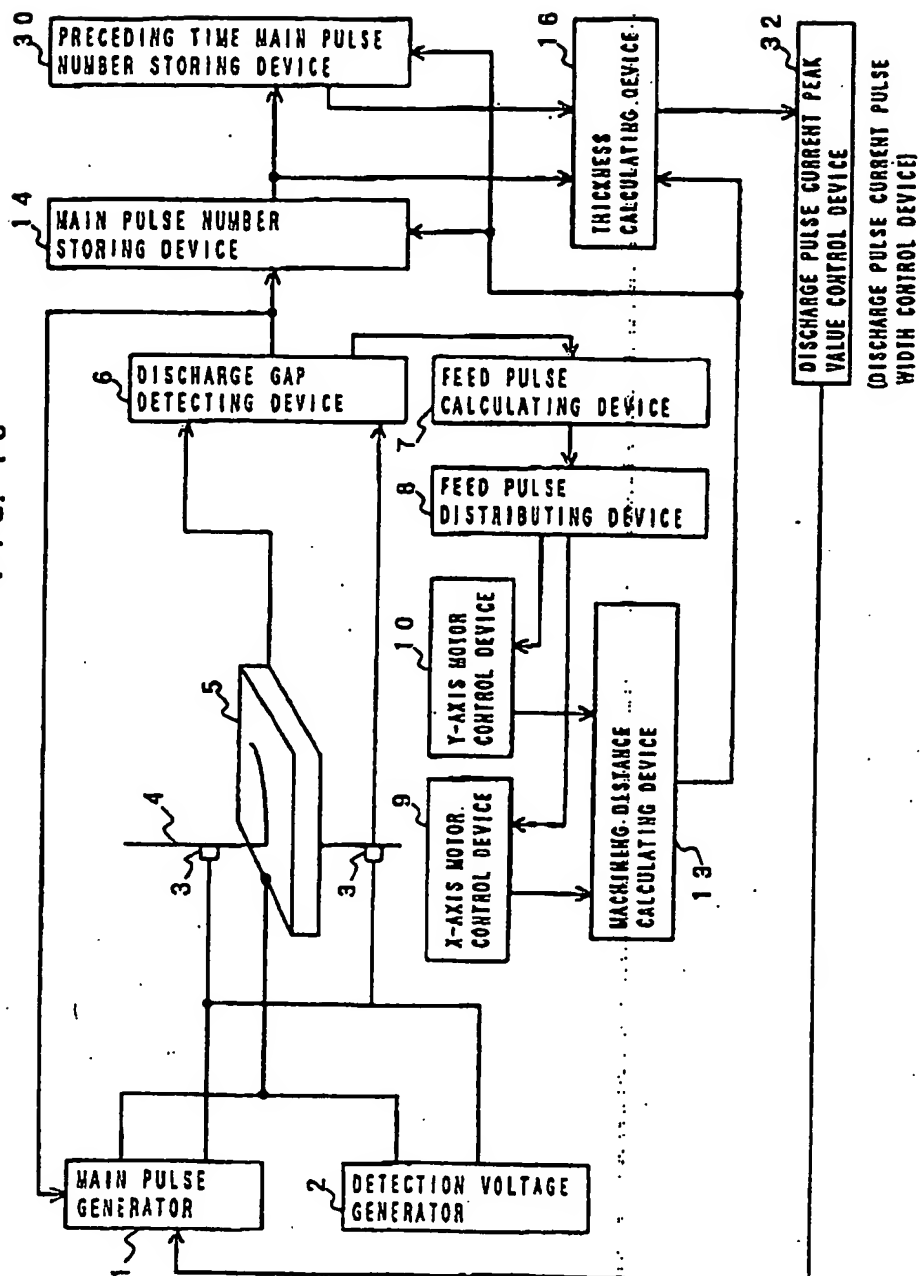 30
PRECEDING TIME MAIN PULSE
NUMBER STORING DEVICE
14
MAIN PULSE NUMBER
STORING DEVICE
16
THICKNESS
CALCULATING DEVICE
32
DISCHARGE PULSE CURRENT PEAK
VALUE CONTROL DEVICE
(DISCHARGE PULSE CURRENT PULSE
WIDTH CONTROL DEVICE)
6
DISCHARGE GAP
DETECTING DEVICE
7
FEED PULSE
CALCULATING DEVICE
8
FEED PULSE
DISTRIBUTING DEVICE
10
Y-AXIS MOTOR
CONTROL DEVICE
9
X-AXIS MOTOR
CONTROL DEVICE
MACHINING DISTANCE
CALCULATING DEVICE
13
5
4
3
3
MAIN PULSE
GENERATOR
1
2
DETECTION VOLTAGE
GENERATOR